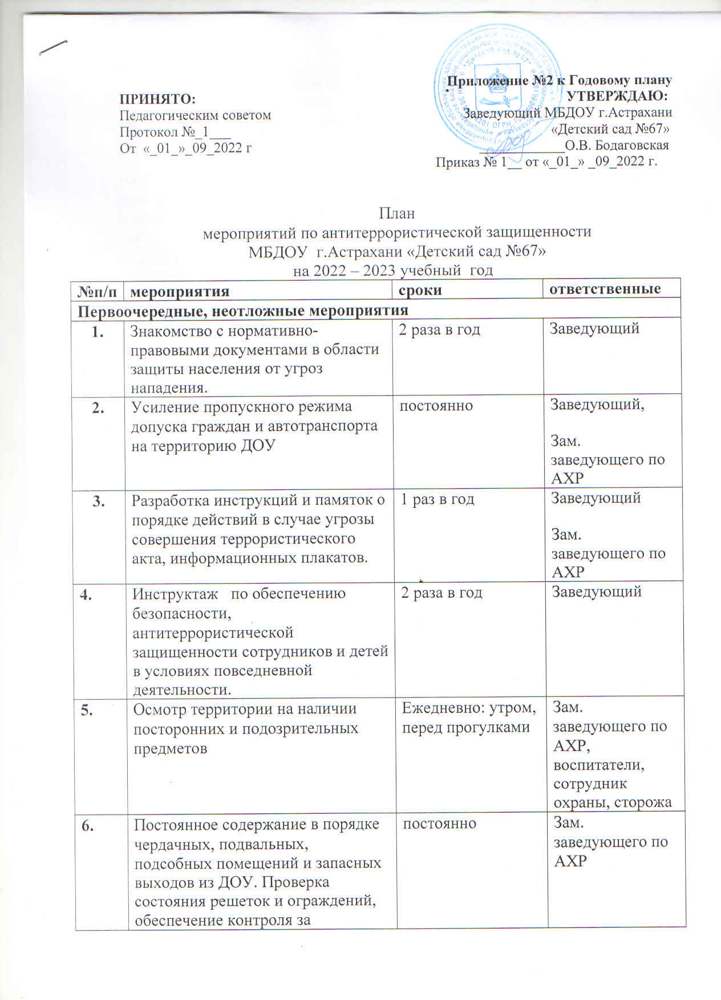 Приложение №2 к Годовому плану
ПРИНЯТО:
УТВЕРЖДАЮ:
Педагогическим советом
Заведующий МБДОУ г.Астрахани
Протокол №_1___
«Детский сад №67»
От «_01_»_09_2022 г
____________О.В. Бодаговская
Приказ № 1__ от «_01_» _09_2022 г.
План
мероприятий по антитеррористической защищенности
МБДОУ г.Астрахани «Детский сад №67»
на 2022 – 2023 учебный год
№п/п мероприятия сроки ответственные
Первоочередные, неотложные мероприятия
1. Знакомство с нормативно- 2 раза в год Заведующий
правовыми документами в области
защиты населения от угроз
нападения.
2. Усиление пропускного режима постоянно Заведующий,
допуска граждан и автотранспорта
на территорию ДОУ Зам.
заведующего по
АХР
3. Разработка инструкций и памяток о 1 раз в год Заведующий
порядке действий в случае угрозы
совершения террористического Зам.
акта, информационных плакатов. заведующего по
АХР
4. Инструктаж по обеспечению 2 раза в год Заведующий
безопасности,
антитеррористической
защищенности сотрудников и детей
в условиях повседневной
деятельности.
5. Осмотр территории на наличии Ежедневно: утром, Зам.
посторонних и подозрительных перед прогулками заведующего по
предметов АХР,
воспитатели,
сотрудник
охраны, сторожа
6. Постоянное содержание в порядке постоянно Зам.
чердачных, подвальных, заведующего по
подсобных помещений и запасных АХР
выходов из ДОУ. Проверка
состояния решеток и ограждений,
обеспечение контроля за